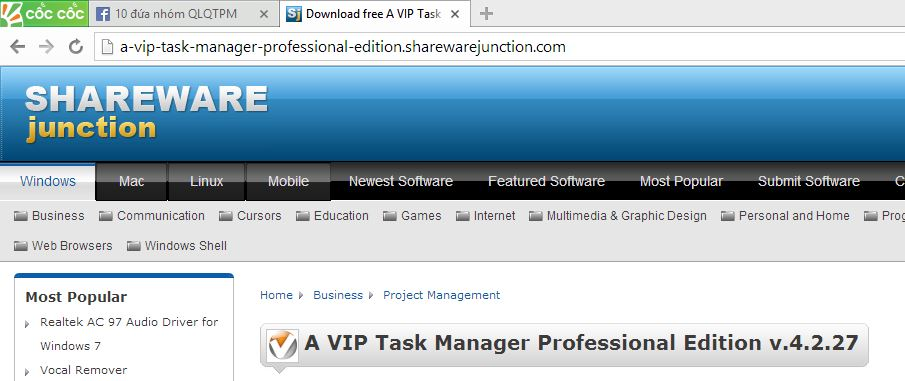 cốc cốc
10 đứa nhóm QLQTPM
Download free A VIP Task
a-vip-task-manager-professional-edition.sharewarejunction.com
SHAREWARE
junction
Windows Mac Linux Mobile Newest Software Featured Software Most Popular Submit Software C
Business Communication Cursors Education Games Internet Multimedia & Graphic Design Personal and Home Prog
Web Browsers Windows Shell
Most Popular
Realtek AC 97 Audio Driver for
Windows 7
Vocal Remover
Home Business Project Management
A VIP Task Manager Professional Edition v.4.2.27